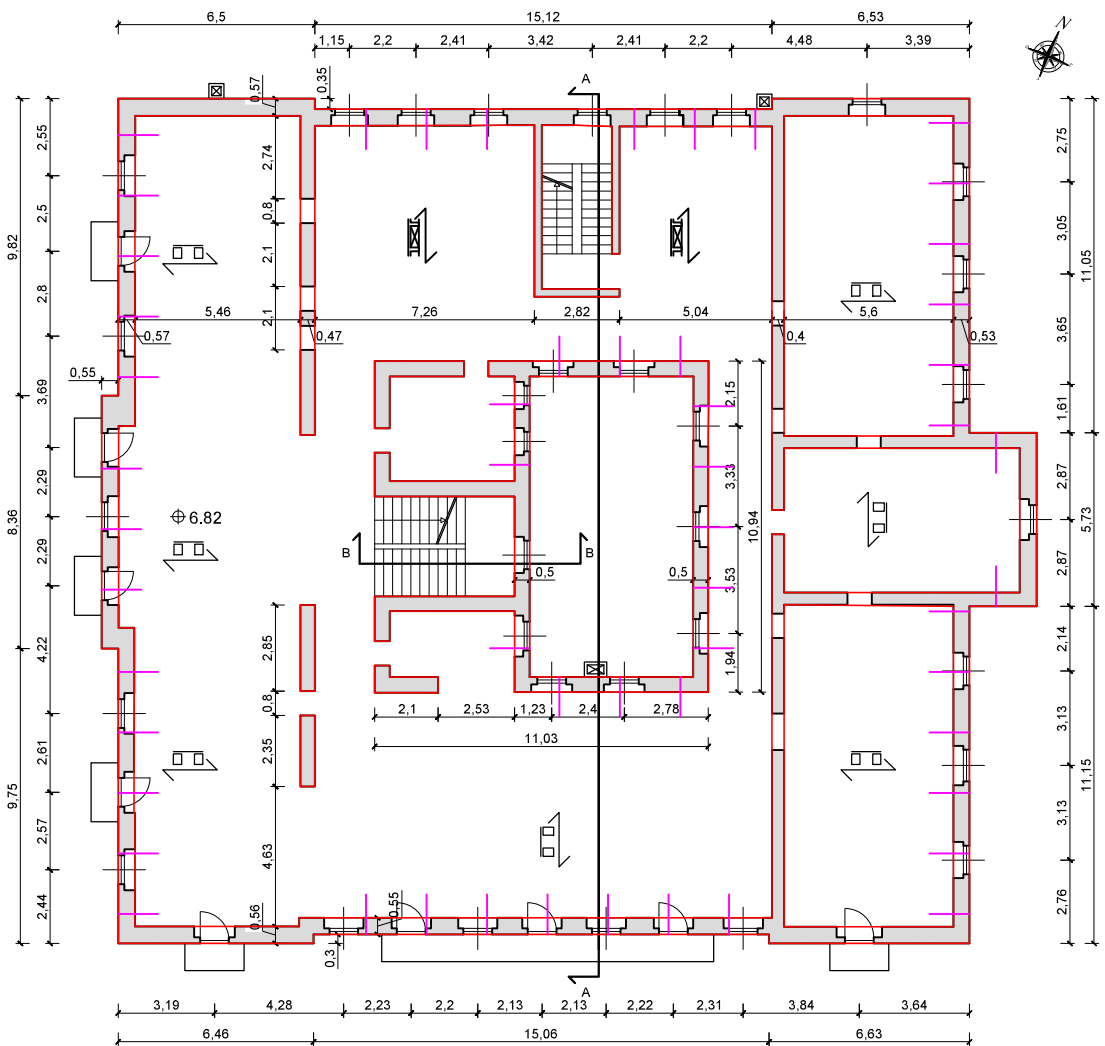 6,5 15,12 6,53
N
1,15 2,2 2,41 3,42 2,41 2,2 4,48 3,39
A
0,57 0,35
2,55 2,74 2,75
0,8
2,5 3,05
9,82 2,1 11,05
2,8 2,1 3,65
5,46 7,26 2,82 5,04 5,6
0,57 0,47 0,4 0,53
0,55
3,69 2,15 1,61
2,29 3,33 2,87
6.82
8,36 10,94 5,73
B B
2,29 3,53 2,87
0,5 0,5
4,22 2,85 1,94 2,14
0,8
2,1 2,53 1,23 2,4 2,78
2,61 2,35 3,13
11,03
9,75 11,15
2,57 4,63 3,13
2,44 0,56 0,55 2,76
0,3
A
3,19 4,28 2,23 2,2 2,13 2,13 2,22 2,31 3,84 3,64
6,46 15,06 6,63